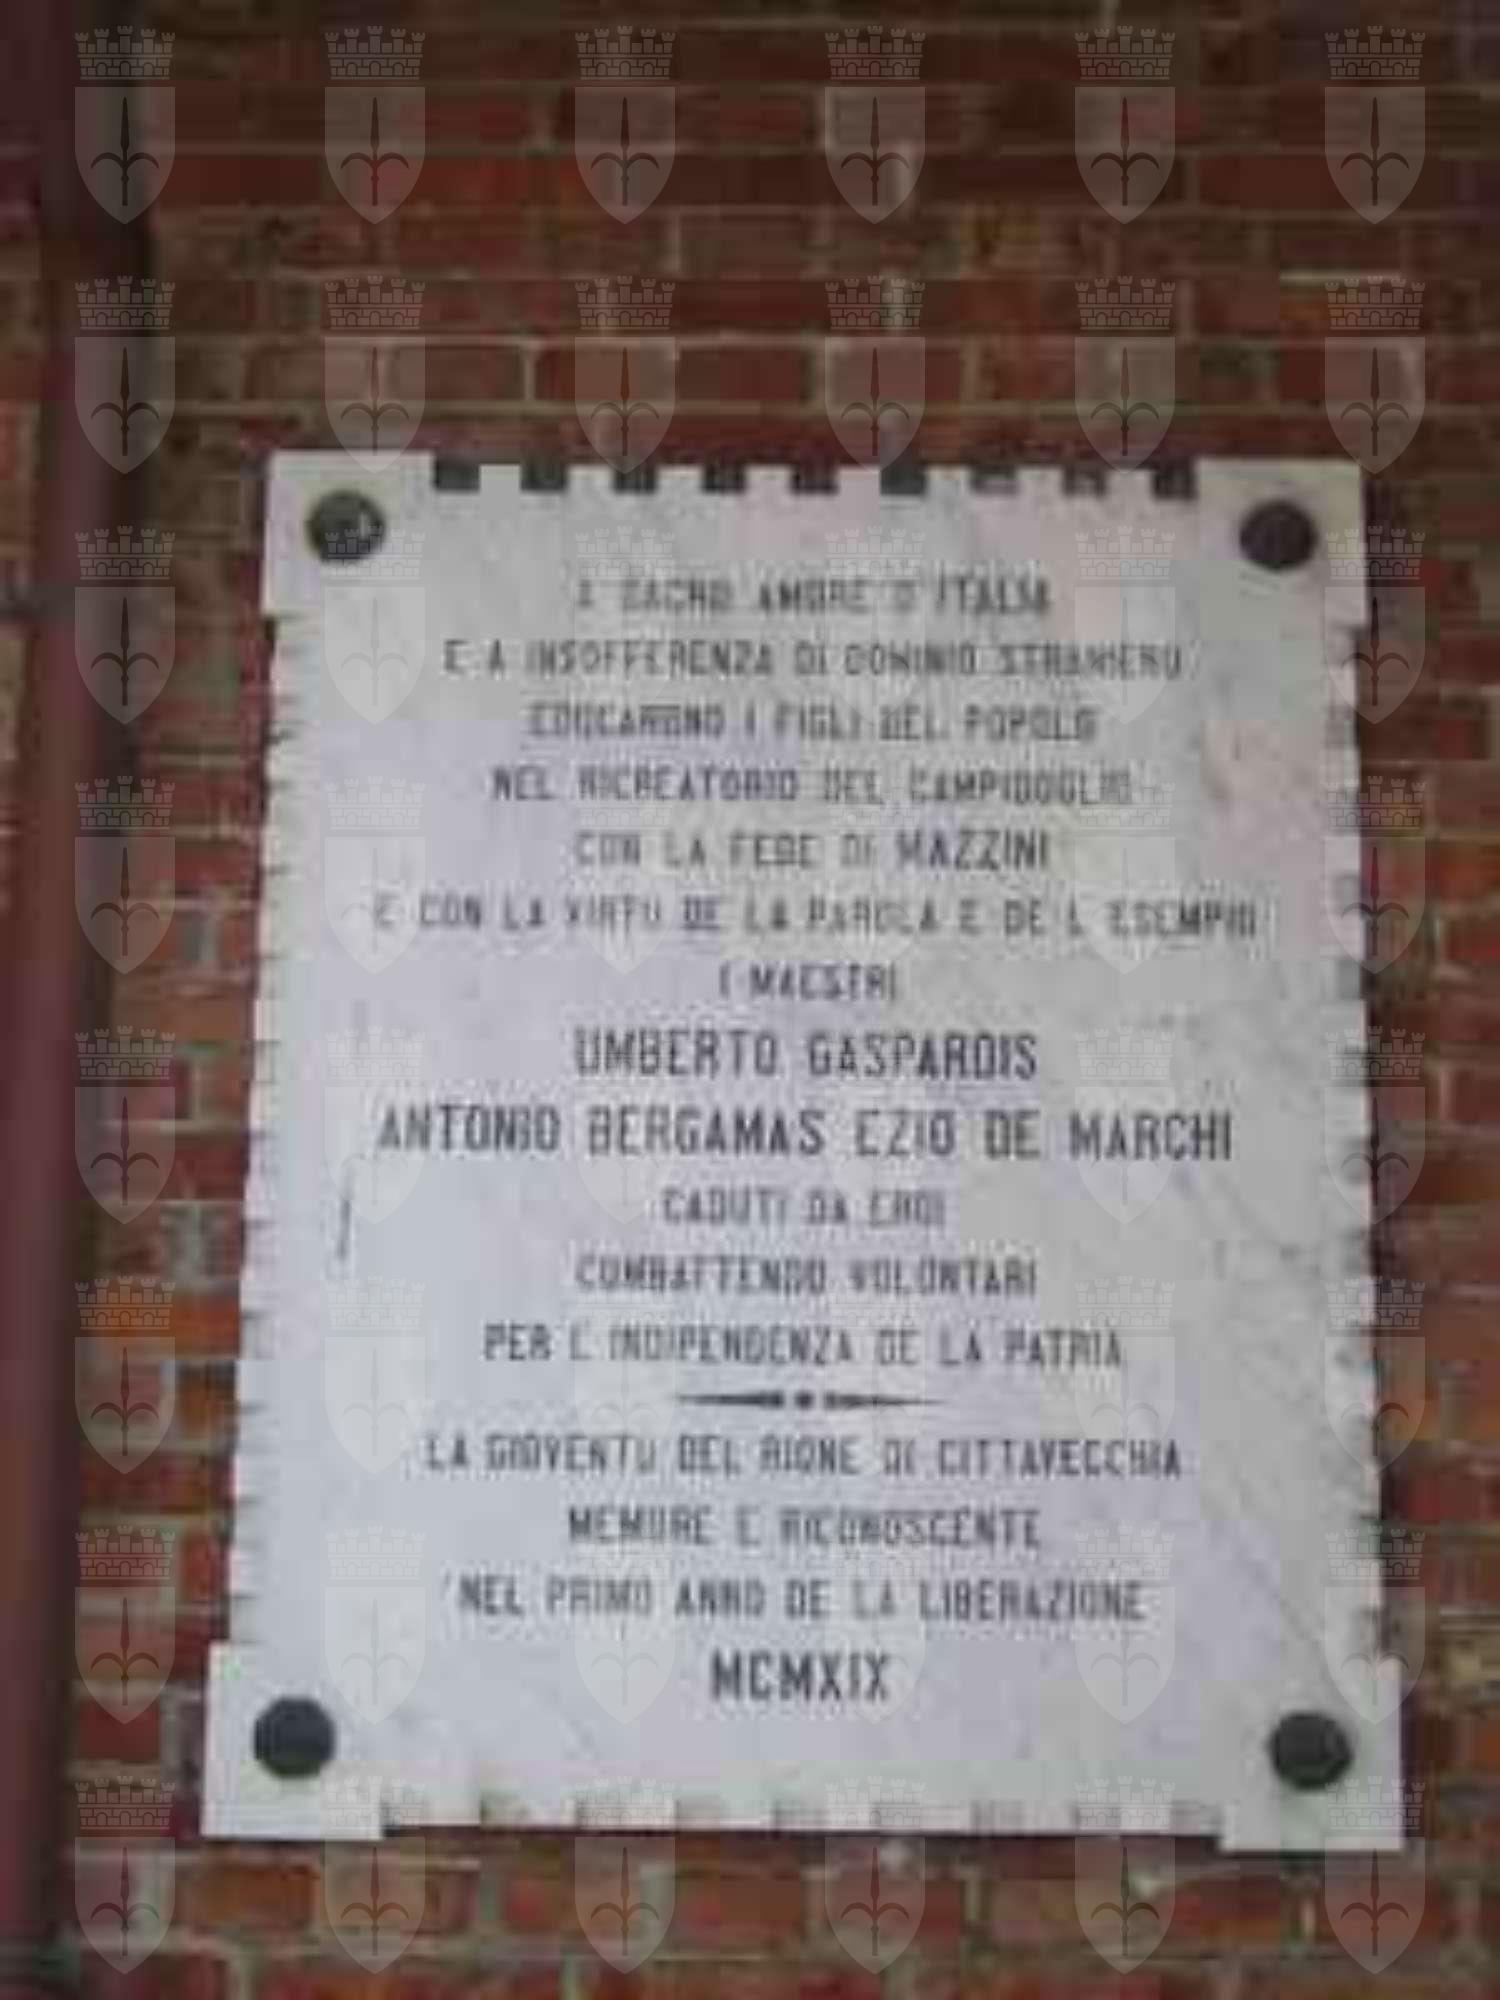 A SACRO AMORE D'ITALIA
E A INSOFFERENZA DI DOMINIO STRANIERO
EDUCARONO I FIGLI DEL POPOLO
NEL RICREATORIO DEL CAMPIDOGLIO
CON LA FEDE DI MAZZINI
E CON LA VIRTU DE LA PAROLA E DE L'ESEMPIO
I MAESTRI
UMBERTO GASPARDIS
ANTONIO BERGAMAS EZIO DE MARCHI
CADUTI DA EROI
COMBATTENDO VOLONTARI
PER L'INDIPENDENZA DE LA PATRIA
LA GIOVENTU DEL RIONE DI CITTAVECCHIA
MEMORE E RICONOSCENTE
NEL PRIMO ANNO DE LA LIBERAZIONE
MCMXIX